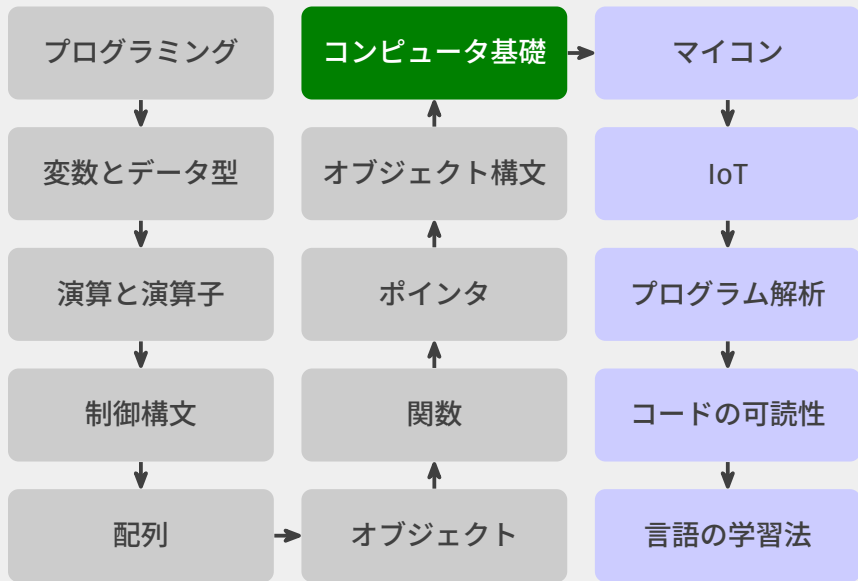 プログラミング
変数とデータ型
演算と演算子
制御構文
配列
オブジェクト
関数
ポインタ
オブジェクト構文
コンピュータ基礎
マイコン
IoT
プログラム解析
コードの可読性
言語の学習法